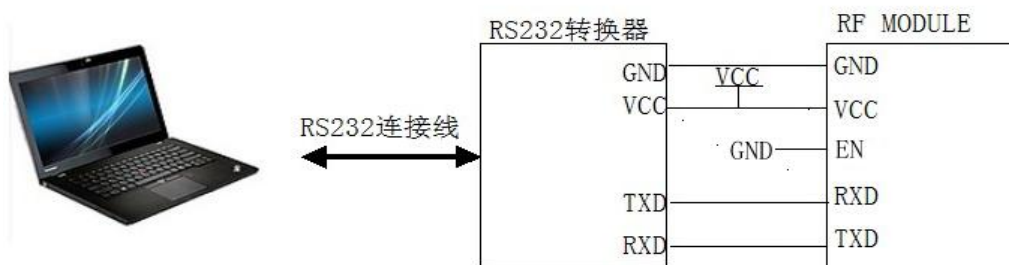 RS232转换器
RF MODULE
GND
VCC
GND
VCC
VCC
RS232连接线
GND
EN
TXD
RXD
RXD
TXD